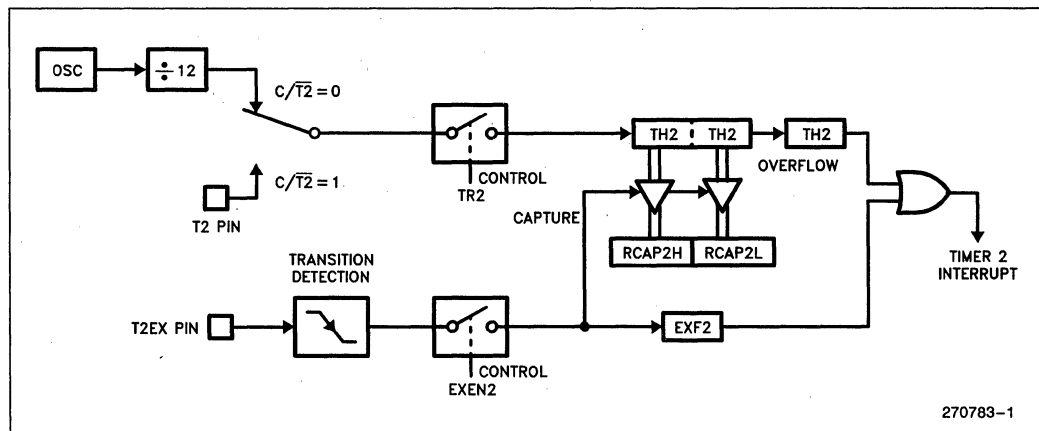 OSC
÷ 12
C/T2̅ = 0
C/T2̅ = 1
T2 PIN
CONTROL
TR2
TH2
TH2
TH2
OVERFLOW
CAPTURE
RCAP2H
RCAP2L
TIMER 2
INTERRUPT
TRANSITION
DETECTION
T2EX PIN
CONTROL
EXEN2
EXF2
270783-1